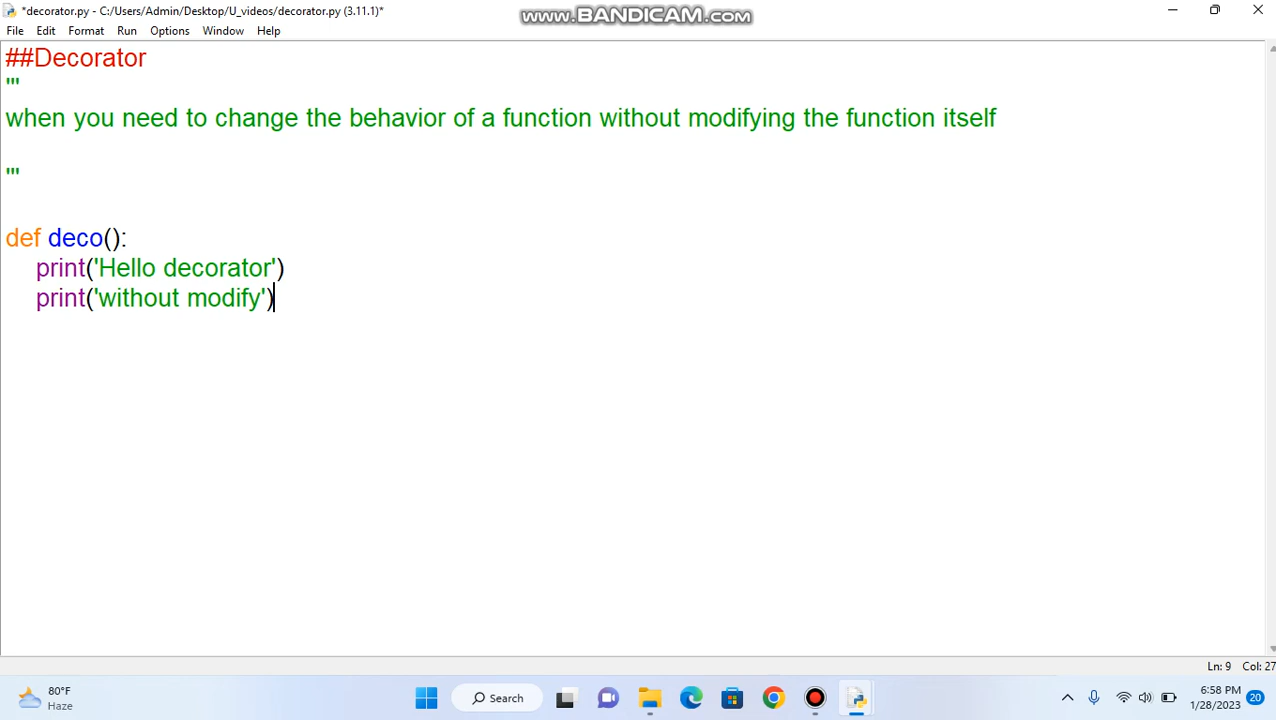 *decorator.py - C:/Users/Admin/Desktop/U_videos/decorator.py (3.11.1)*
www.BANDICAM.com
File Edit Format Run Options Window Help
##Decorator
'''
when you need to change the behavior of a function without modifying the function itself
'''
def deco():
    print('Hello decorator')
    print('without modify')
Ln: 9 Col: 27
80°F
Haze
Search
6:58 PM
1/28/2023
20